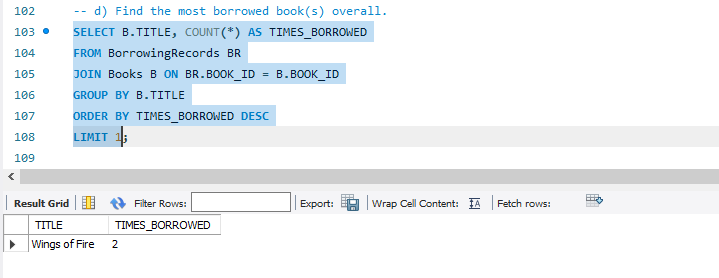 102 -- d) Find the most borrowed book(s) overall.
103 SELECT B.TITLE, COUNT(*) AS TIMES_BORROWED
104 FROM BorrowingRecords BR
105 JOIN Books B ON BR.BOOK_ID = B.BOOK_ID
106 GROUP BY B.TITLE
107 ORDER BY TIMES_BORROWED DESC
108 LIMIT 1;
109
Result Grid Filter Rows: Export: Wrap Cell Content: Fetch rows:
TITLE TIMES_BORROWED
Wings of Fire 2